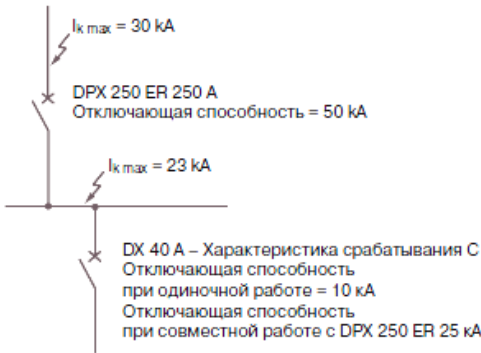 Ik max = 30 kA
DPX 250 ER 250 A
Отключающая способность = 50 kA
Ik max = 23 kA
DX 40 A – Характеристика срабатывания C
Отключающая способность
при одиночной работе = 10 kA
Отключающая способность
при совместной работе с DPX 250 ER 25 kA